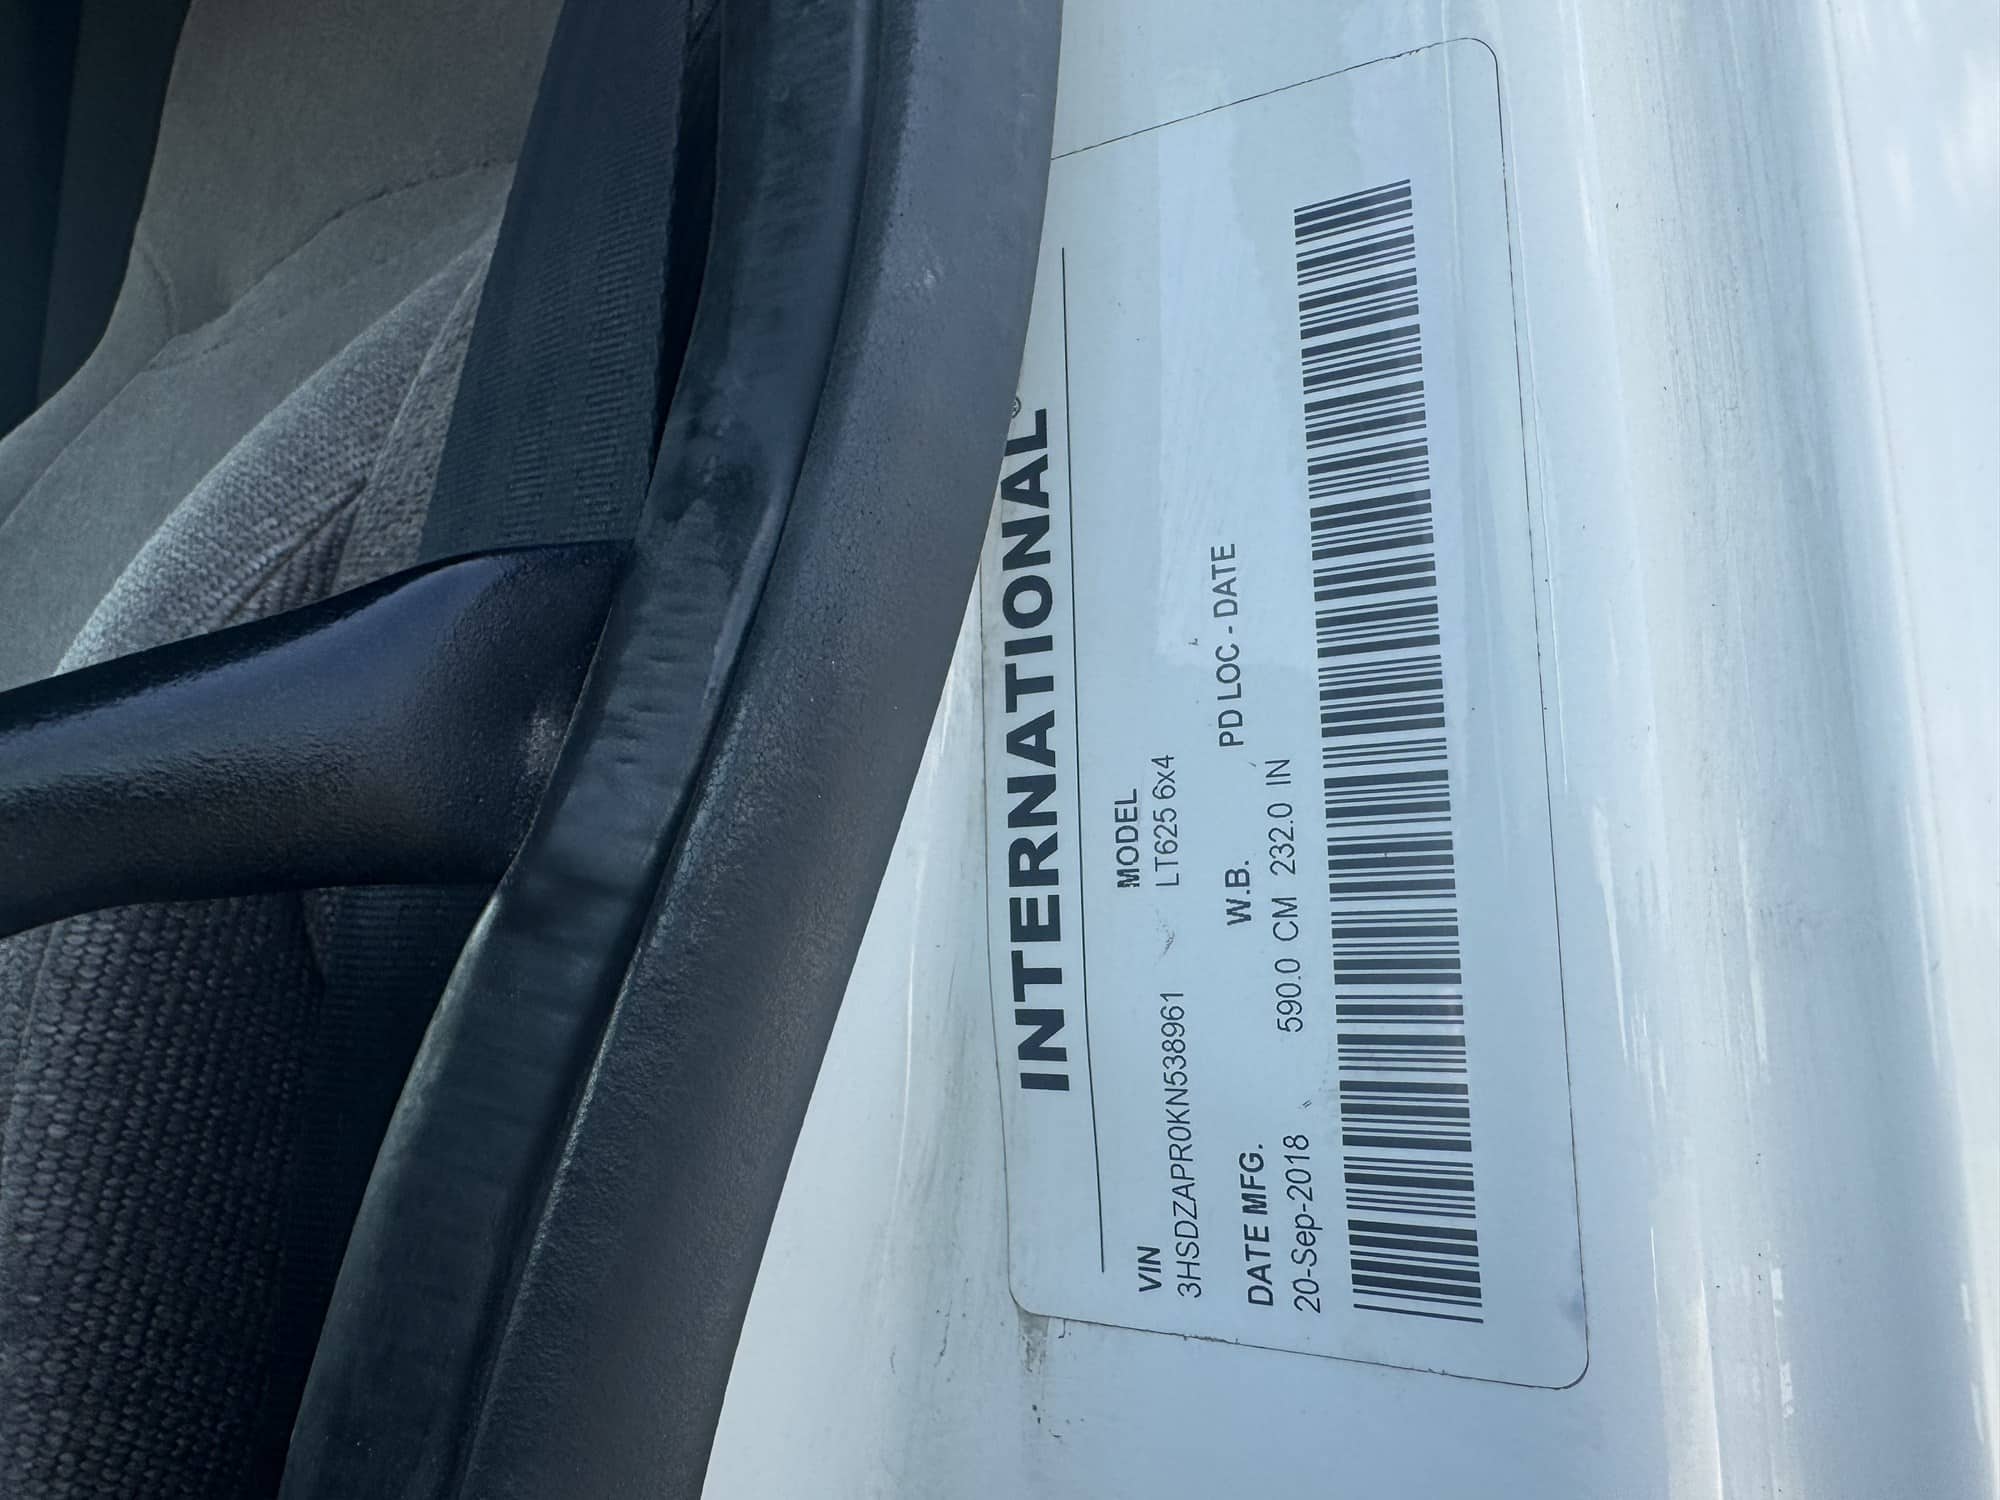 INTERNATIONAL®
VIN MODEL
3HSDZAPR0KN538961 LT625 6x4
DATE MFG. W.B. PD LOC - DATE
20-Sep-2018 590.0 CM 232.0 IN